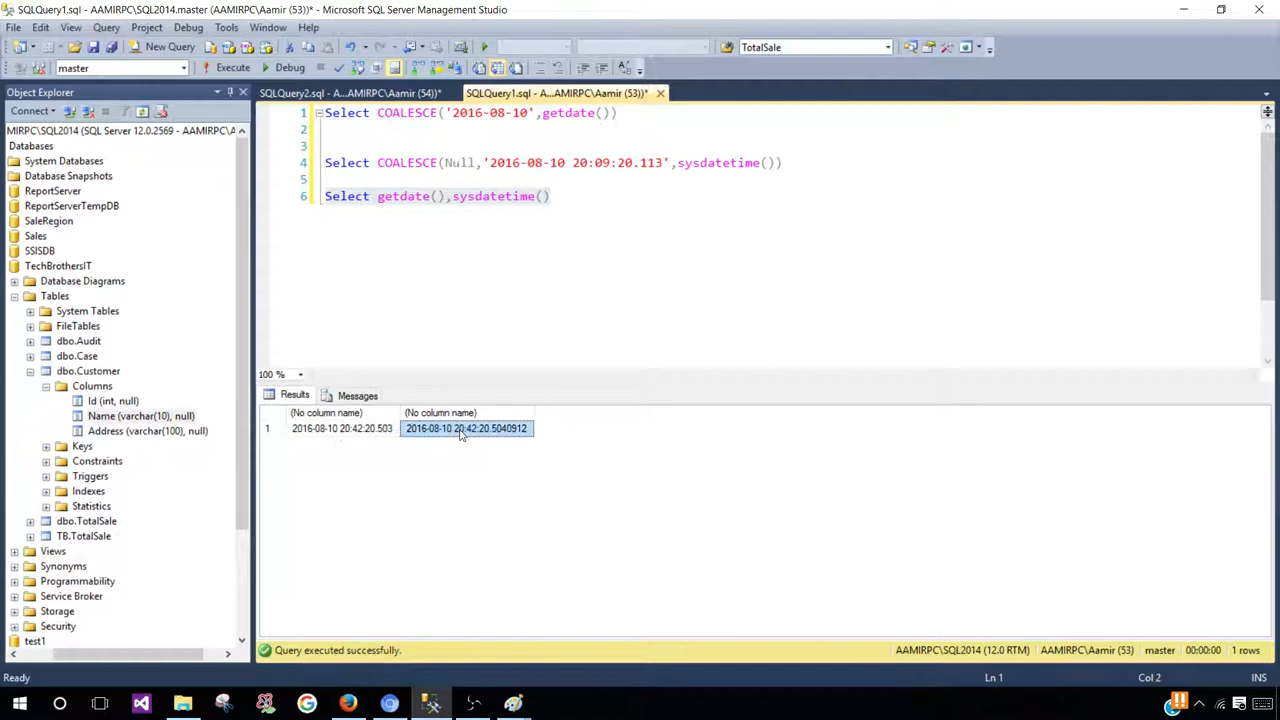 SQLQuery1.sql - AAMIRPC\SQL2014.master (AAMIRPC\Aamir (53))* - Microsoft SQL Server Management Studio
File Edit View Query Project Debug Tools Window Help
New Query TotalSale
master Execute Debug
Object Explorer
SQLQuery2.sql - A...AMIRPC\Aamir (54))* SQLQuery1.sql - A...AMIRPC\Aamir (53))*
Connect
MIRPC\SQL2014 (SQL Server 12.0.2569 - AAMIRPC\A
Databases
System Databases
Database Snapshots
ReportServer
ReportServerTempDB
SaleRegion
Sales
SSISDB
TechBrothersIT
Database Diagrams
Tables
System Tables
FileTables
dbo.Audit
dbo.Case
dbo.Customer
Columns
Id (int, null)
Name (varchar(10), null)
Address (varchar(100), null)
Keys
Constraints
Triggers
Indexes
Statistics
dbo.TotalSale
TB.TotalSale
Views
Synonyms
Programmability
Service Broker
Storage
Security
test1
1 Select COALESCE('2016-08-10',getdate())
2
3
4 Select COALESCE(Null,'2016-08-10 20:09:20.113',sysdatetime())
5
6 Select getdate(),sysdatetime()
100 %
Results Messages
(No column name) (No column name)
1 2016-08-10 20:42:20.503 2016-08-10 20:42:20.5040912
Query executed successfully. AAMIRPC\SQL2014 (12.0 RTM) AAMIRPC\Aamir (53) master 00:00:00 1 rows
Ready Ln 1 Col 2 INS